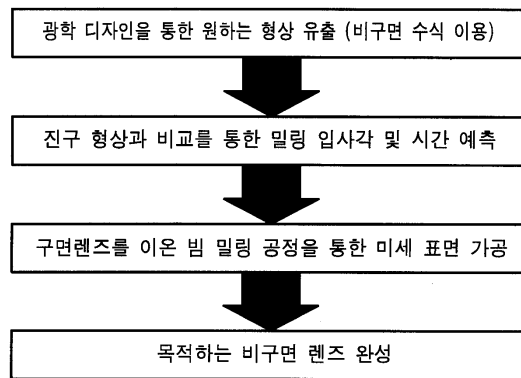 광학 디자인을 통한 원하는 형상 유출 (비구면 수식 이용)
진구 형상과 비교를 통한 밀링 입사각 및 시간 예측
구면렌즈를 이온 빔 밀링 공정을 통한 미세 표면 가공
목적하는 비구면 렌즈 완성